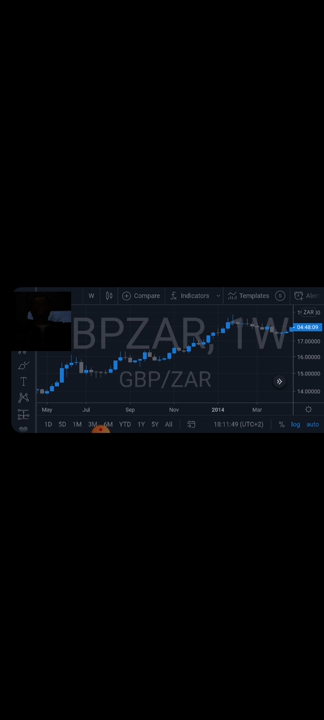 W Compare Indicators Templates Aler
ZAR
BPZAR, 1W
04:48:09
17.00000
16.00000
GBP/ZAR
15.00000
14.00000
May Jul Sep Nov 2014 Mar
1D 5D 1M 3M 6M YTD 1Y 5Y All 18:11:49 (UTC+2) % log auto